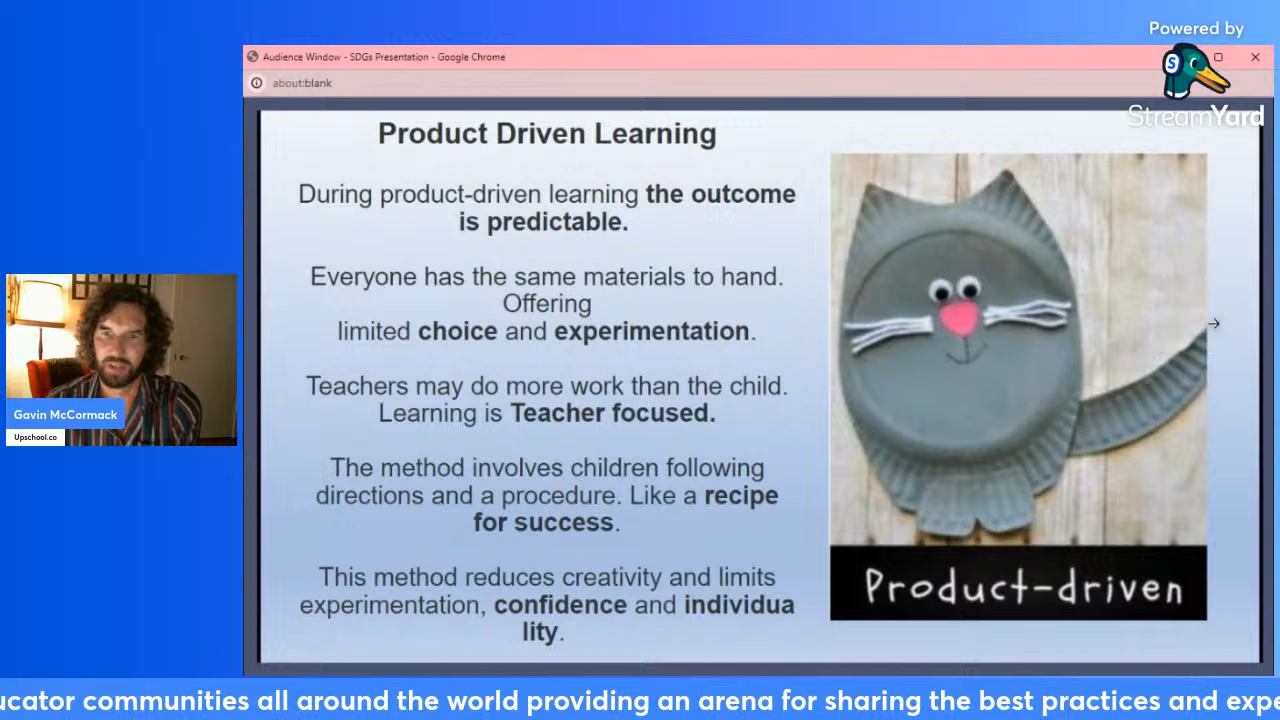 Powered by
StreamYard
Audience Window - SDGs Presentation - Google Chrome
about:blank
Product Driven Learning
During product-driven learning the outcome
is predictable.
Everyone has the same materials to hand.
Offering
limited choice and experimentation.
Teachers may do more work than the child.
Learning is Teacher focused.
The method involves children following
directions and a procedure. Like a recipe
for success.
This method reduces creativity and limits
experimentation, confidence and individua
lity.
Product-driven
Gavin McCormack
Upschool.co
ucator communities all around the world providing an arena for sharing the best practices and expe